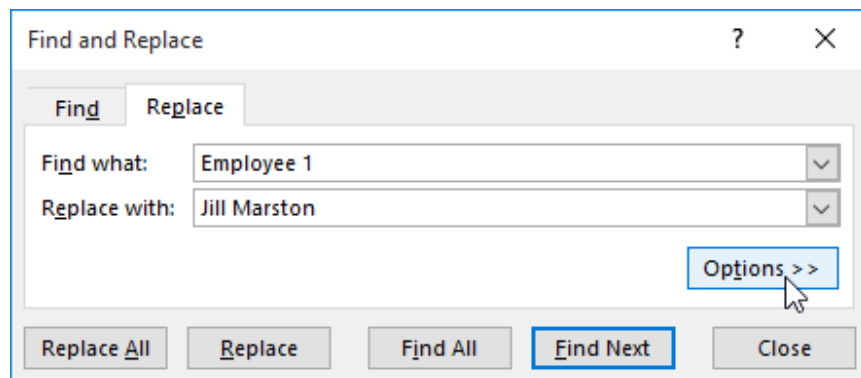 Find and Replace ?
Find Replace
Find what: Employee 1
Replace with: Jill Marston
Options >>
Replace All Replace Find All Find Next Close